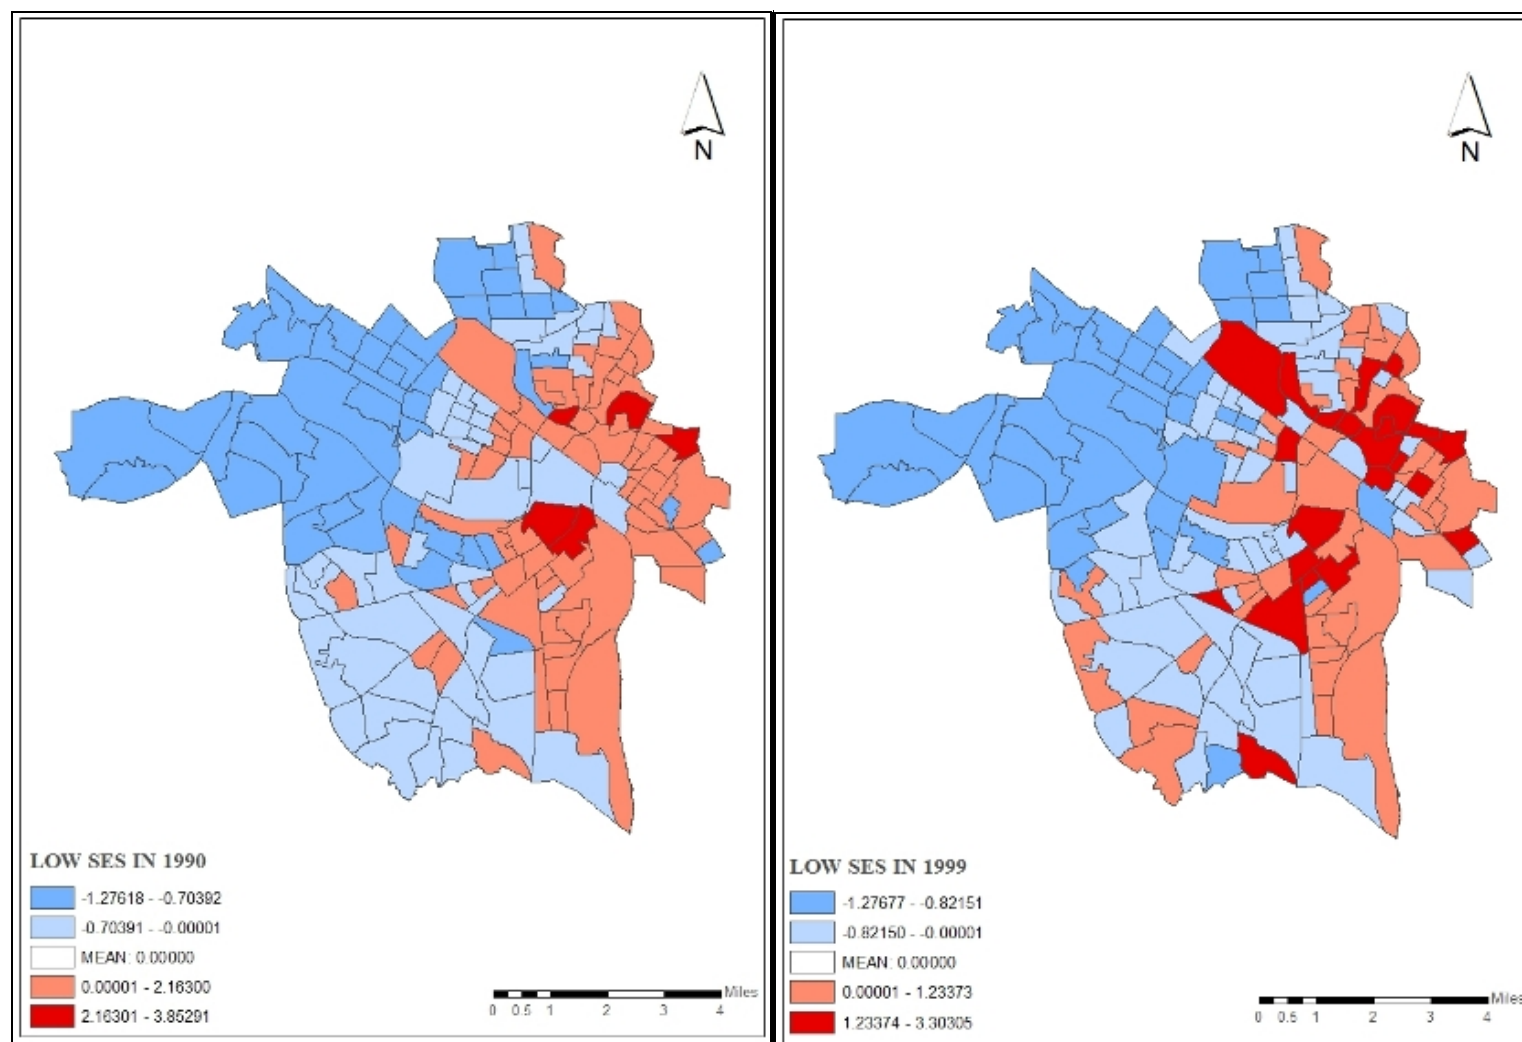 N
LOW SES IN 1990
-1.27618 - -0.70392
-0.70391 - -0.00001
MEAN: 0.00000
0.00001 - 2.16300
2.16301 - 3.85291
Miles
0 0.5 1 2 3 4
N
LOW SES IN 1999
-1.27677 - -0.82151
-0.82150 - -0.00001
MEAN: 0.00000
0.00001 - 1.23373
1.23374 - 3.30305
Miles
0 0.5 1 2 3 4